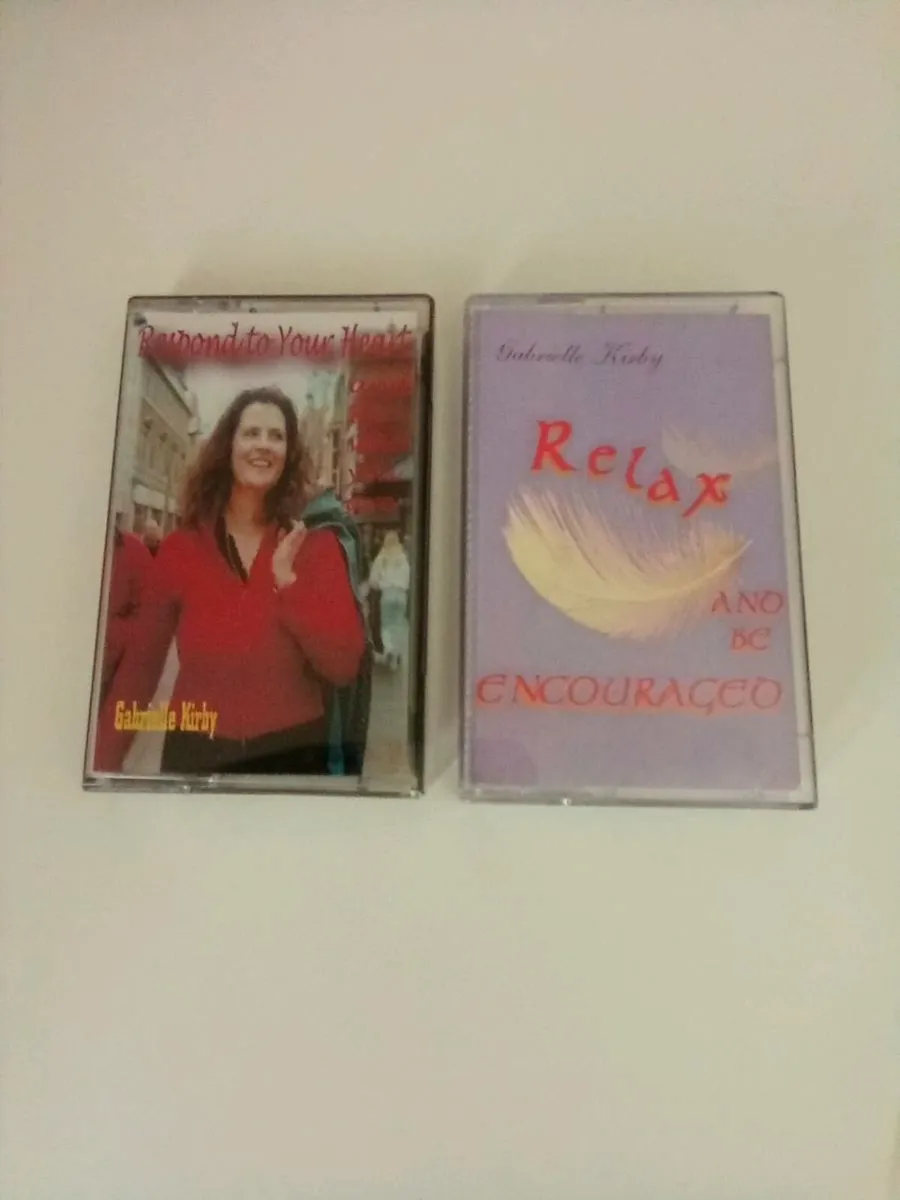 Respond to Your Heart
Gabrielle Kirby
Gabrielle Kirby
Relax
AND
BE
ENCOURAGED